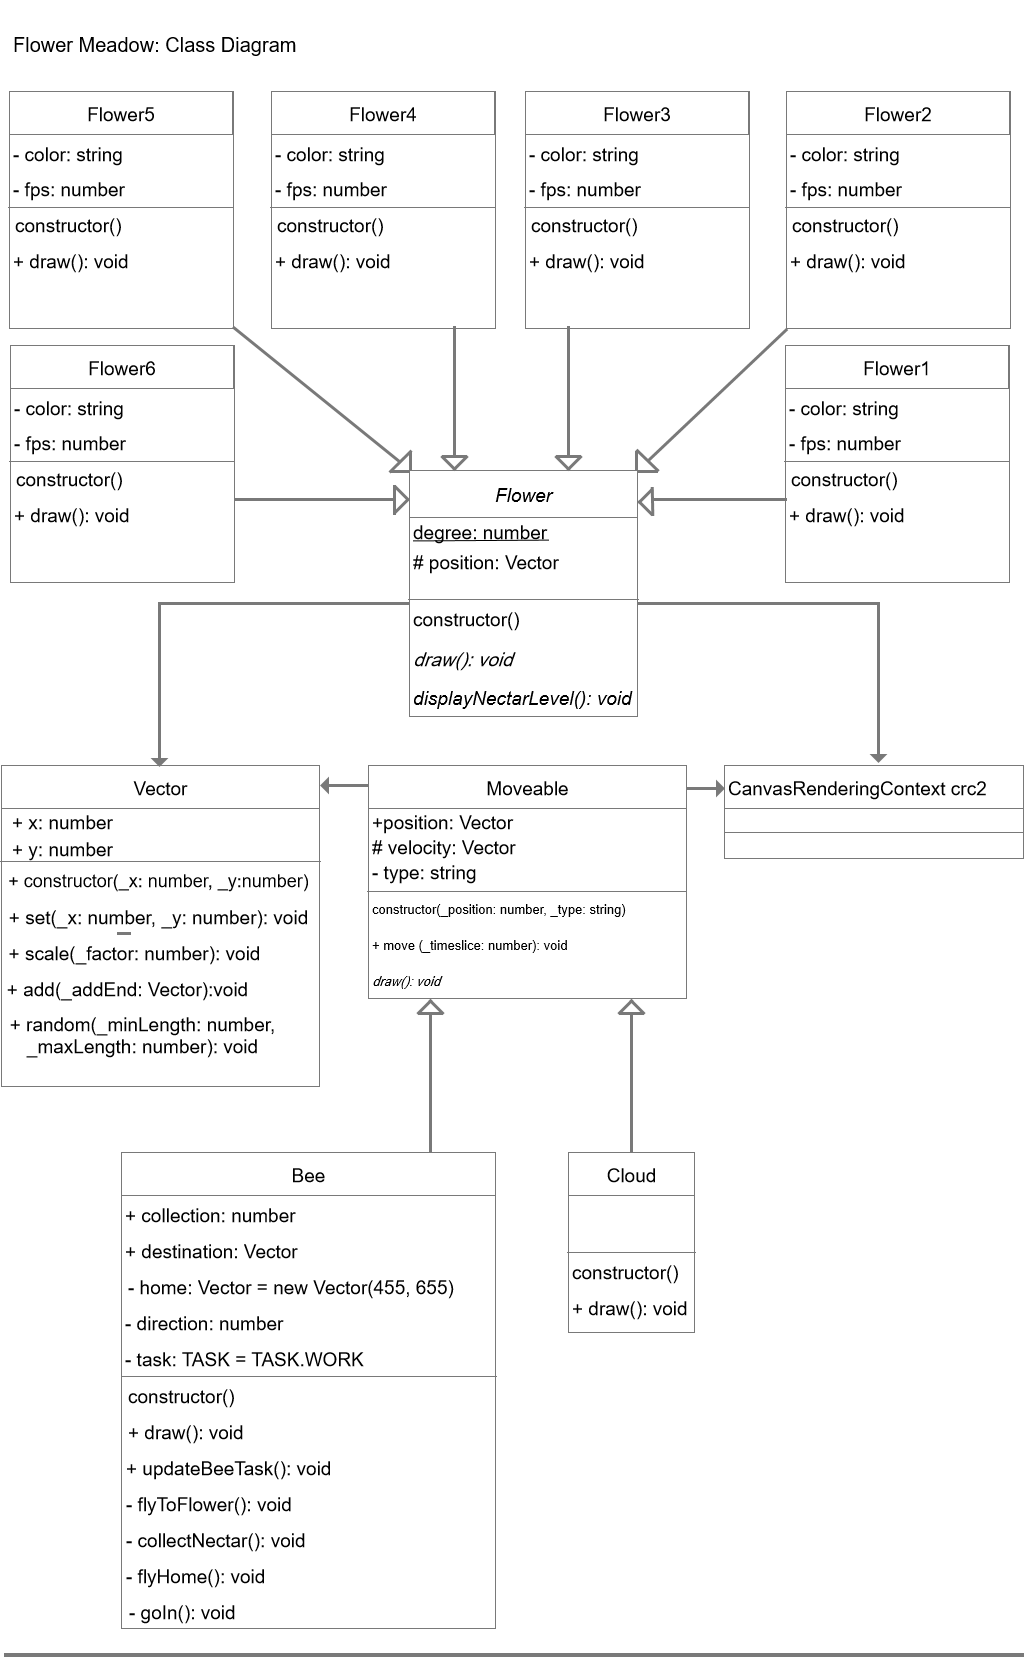 Flower Meadow: Class Diagram
Flower5
- color: string
- fps: number
constructor()
+ draw(): void
Flower4
- color: string
- fps: number
constructor()
+ draw(): void
Flower3
- color: string
- fps: number
constructor()
+ draw(): void
Flower2
- color: string
- fps: number
constructor()
+ draw(): void
Flower6
- color: string
- fps: number
constructor()
+ draw(): void
Flower1
- color: string
- fps: number
constructor()
+ draw(): void
Flower
degree: number
# position: Vector
constructor()
draw(): void
displayNectarLevel(): void
Vector
+ x: number
+ y: number
+ constructor(_x: number, _y:number)
+ set(_x: number, _y: number): void
+ scale(_factor: number): void
+ add(_addEnd: Vector):void
+ random(_minLength: number,
_maxLength: number): void
Moveable
+position: Vector
# velocity: Vector
- type: string
constructor(_position: number, _type: string)
+ move (_timeslice: number): void
draw(): void
CanvasRenderingContext crc2
Bee
+ collection: number
+ destination: Vector
- home: Vector = new Vector(455, 655)
- direction: number
- task: TASK = TASK.WORK
constructor()
+ draw(): void
+ updateBeeTask(): void
- flyToFlower(): void
- collectNectar(): void
- flyHome(): void
- goIn(): void
Cloud
constructor()
+ draw(): void